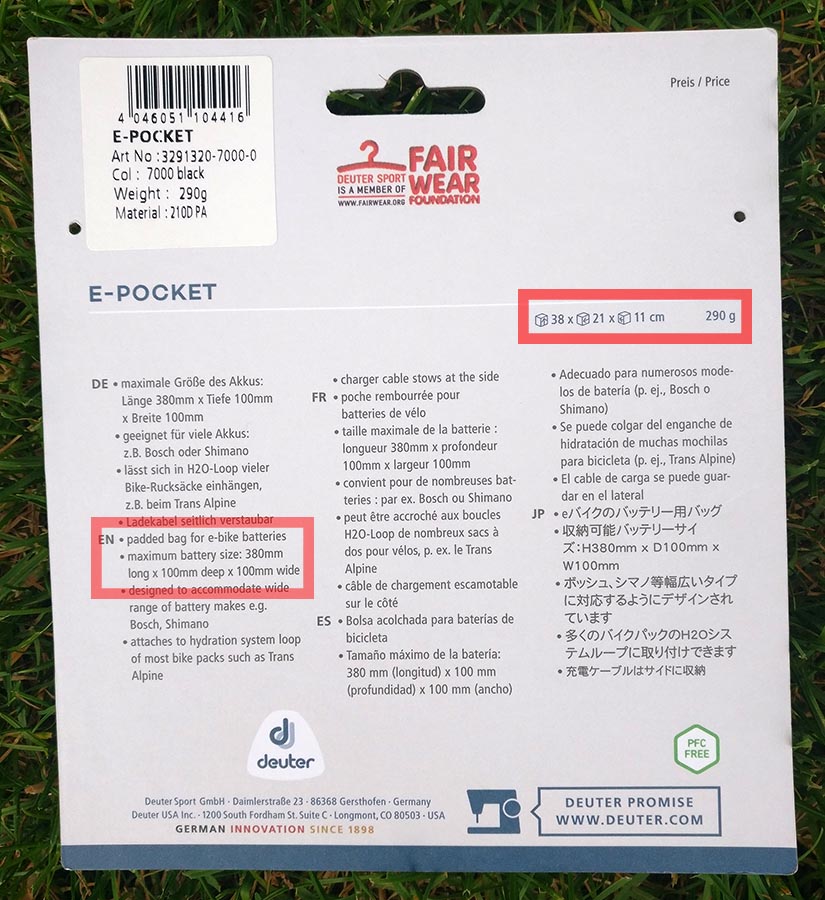 4 046051 104416
E-POCKET
Art No : 3291320-7000-0
Col : 7000 black
Weight : 290g
Material : 210D PA
Preis / Price
DEUTER SPORT
IS A MEMBER OF
WWW.FAIRWEAR.ORG
FAIR
WEAR
FOUNDATION
E-POCKET
38 x 21 x 11 cm 290 g
DE • maximale Größe des Akkus:
Länge 380mm x Tiefe 100mm
x Breite 100mm
• geeignet für viele Akkus:
z.B. Bosch oder Shimano
• lässt sich in H2O-Loop vieler
Bike-Rucksäcke einhängen,
z.B. beim Trans Alpine
• Ladekabel seitlich verstaubar
EN • padded bag for e-bike batteries
• maximum battery size: 380mm
long x 100mm deep x 100mm wide
• designed to accommodate wide
range of battery makes e.g.
Bosch, Shimano
• attaches to hydration system loop
of most bike packs such as Trans
Alpine
• charger cable stows at the side
FR • poche rembourrée pour
batteries de vélo
• taille maximale de la batterie :
longueur 380mm x profondeur
100mm x largeur 100mm
• convient pour de nombreuses bat-
teries : par ex. Bosch ou Shimano
• peut être accroché aux boucles
H2O-Loop de nombreux sacs à
dos pour vélos, p. ex. le Trans
Alpine
• câble de chargement escamotable
sur le côté
ES • Bolsa acolchada para baterías de
bicicleta
• Tamaño máximo de la batería:
380 mm (longitud) x 100 mm
(profundidad) x 100 mm (ancho)
• Adecuado para numerosos mode-
los de batería (p. ej., Bosch o
Shimano)
• Se puede colgar del enganche de
hidratación de muchas mochilas
para bicicleta (p. ej., Trans Alpine)
• El cable de carga se puede guar-
dar en el lateral
JP • eバイクのバッテリー用バッグ
• 収納可能バッテリーサイ
ズ:H380mm x D100mm x
W100mm
• ボッシュ、シマノ等幅広いタイプ
に対応するようにデザインされ
ています
• 多くのバイクパックのH2Oシス
テムループに取り付けできます
• 充電ケーブルはサイドに収納
deuter
PFC
FREE
Deuter Sport GmbH · Daimlerstraße 23 · 86368 Gersthofen · Germany
Deuter USA Inc. · 1200 South Fordham St. Suite C · Longmont, CO 80503 · USA
GERMAN INNOVATION SINCE 1898
DEUTER PROMISE
WWW.DEUTER.COM